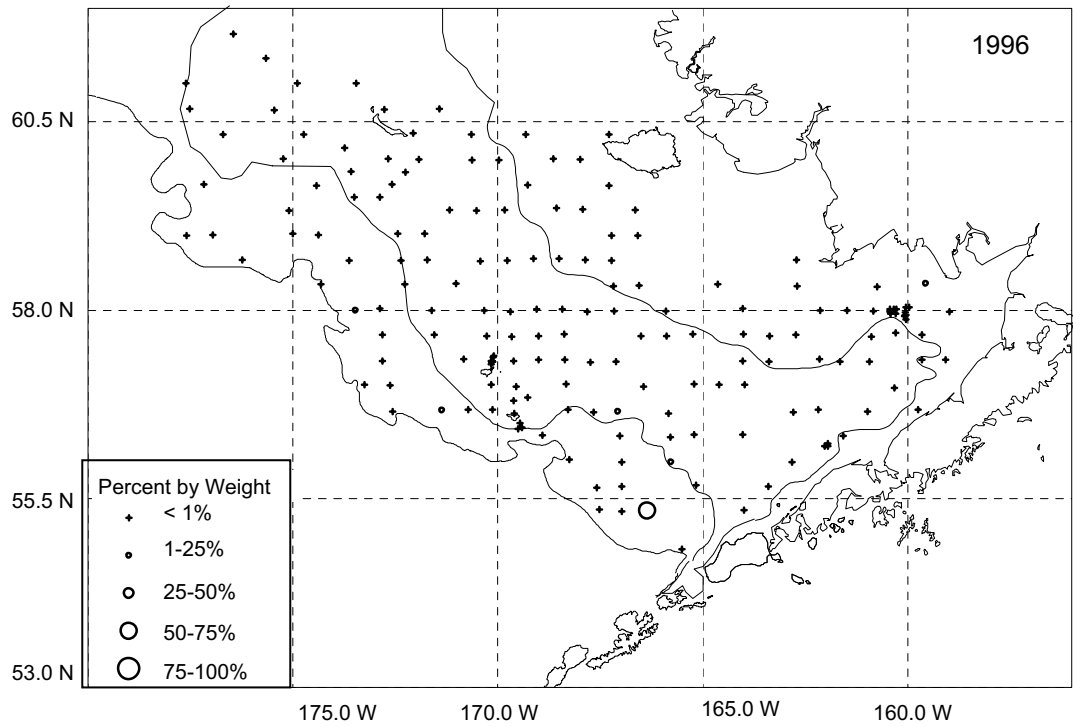 1996
60.5 N
58.0 N
55.5 N
53.0 N
Percent by Weight
< 1%
1-25%
25-50%
50-75%
75-100%
175.0 W
170.0 W
165.0 W
160.0 W